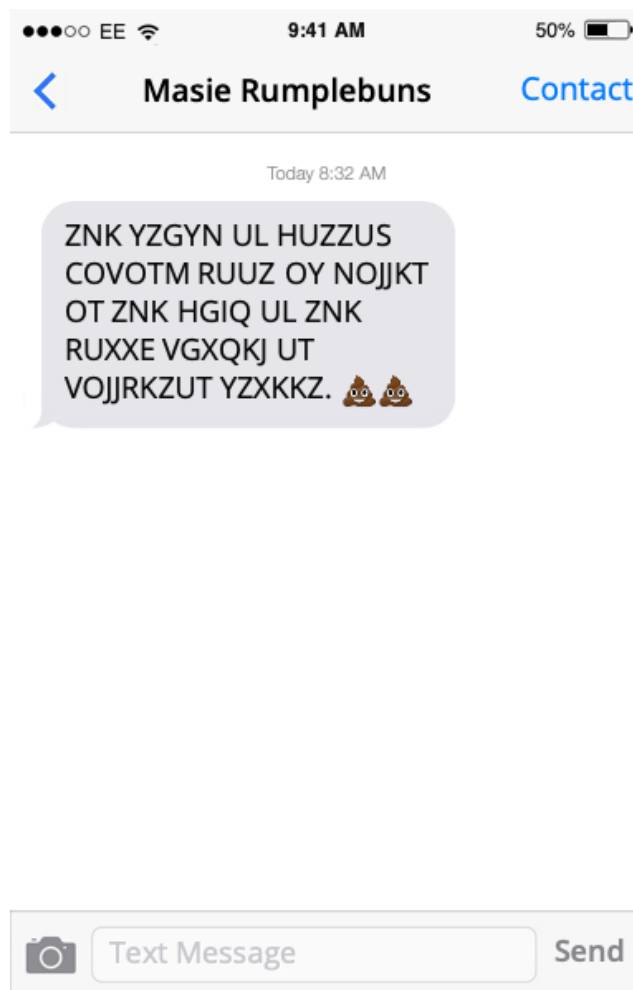 EE 9:41 AM 50%
Masie Rumplebuns Contact
Today 8:32 AM
ZNK YZGYN UL HUZZUS
COVOTM RUUZ OY NOJJKT
OT ZNK HGIQ UL ZNK
RUXXE VGXQKJ UT
VOJJRKZUT YZXKKZ. 💩💩
Text Message Send